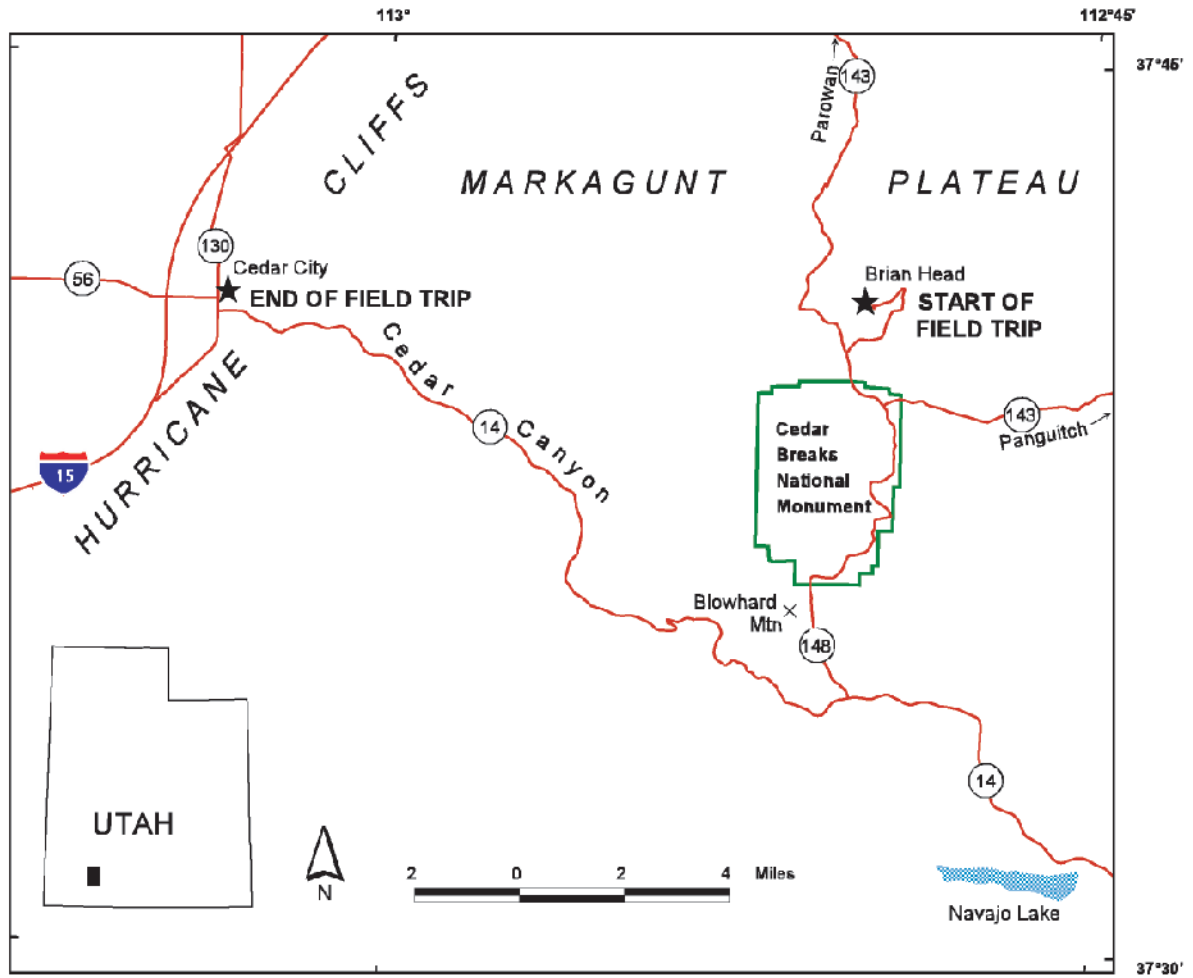 113°
112°45'
37°45'
Parowan
143
HURRICANE CLIFFS
MARKAGUNT PLATEAU
130
Cedar City
56
END OF FIELD TRIP
Brian Head
START OF
FIELD TRIP
Cedar Canyon
14
143
Panguitch
Cedar
Breaks
National
Monument
15
Blowhard
Mtn
148
14
UTAH
N
2 0 2 4 Miles
Navajo Lake
37°30'